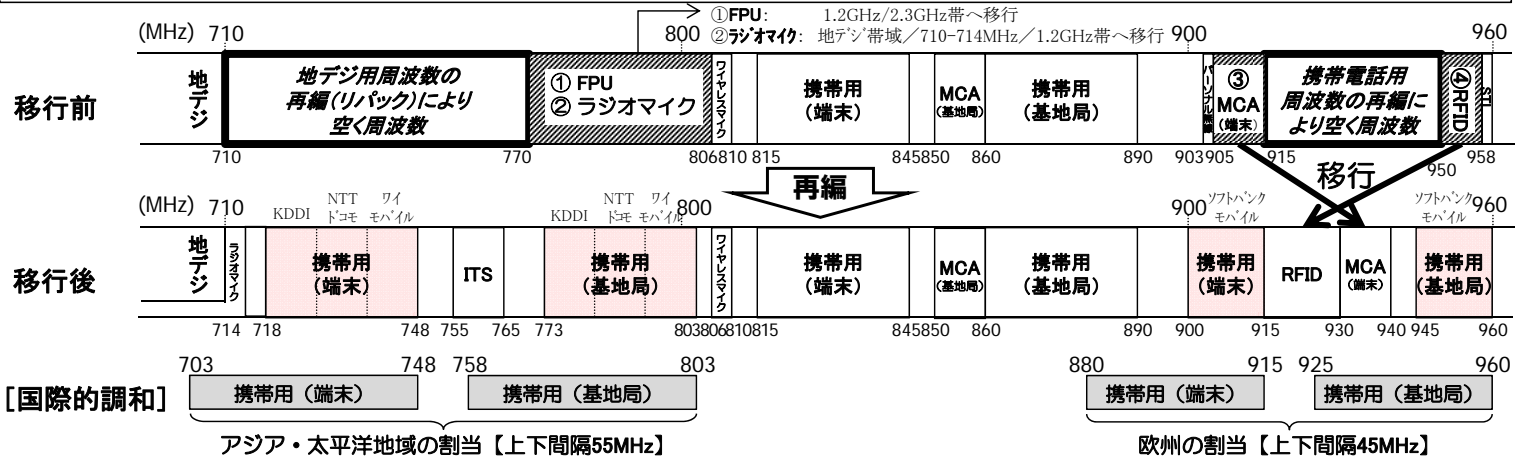 ①FPU: 1.2GHz/2.3GHz帯へ移行
(MHz) 710 800 ②ラジオマイク: 地デジ帯域／710-714MHz／1.2GHz帯へ移行 900 960
移行前
地デジ
地デジ用周波数の
再編(リパック)により
空く周波数
① FPU
② ラジオマイク
ワイヤレスマイク
携帯用
(端末)
MCA
(基地局)
携帯用
(基地局)
パーソナル無線
③
MCA
(端末)
携帯電話用
周波数の再編に
より空く周波数
④RFID
STL
710 770 806 810 815 845 850 860 890 903 905 915 950 958
再編
移行
(MHz) 710 800 900 960
KDDI
NTT
ドコモ
ワイ
モバイル
KDDI
NTT
ドコモ
ワイ
モバイル
ソフトバンク
モバイル
ソフトバンク
モバイル
移行後
地デジ
ラジオマイク
携帯用
(端末)
ITS
携帯用
(基地局)
ワイヤレスマイク
携帯用
(端末)
MCA
(基地局)
携帯用
(基地局)
携帯用
(端末)
RFID
MCA
(端末)
携帯用
(基地局)
714 718 748 755 765 773 803 806 810 815 845 850 860 890 900 915 930 940 945 960
703 748 758 803 880 915 925 960
[国際的調和]
携帯用（端末） 携帯用（基地局） 携帯用（端末） 携帯用（基地局）
アジア・太平洋地域の割当【上下間隔55MHz】 欧州の割当【上下間隔45MHz】